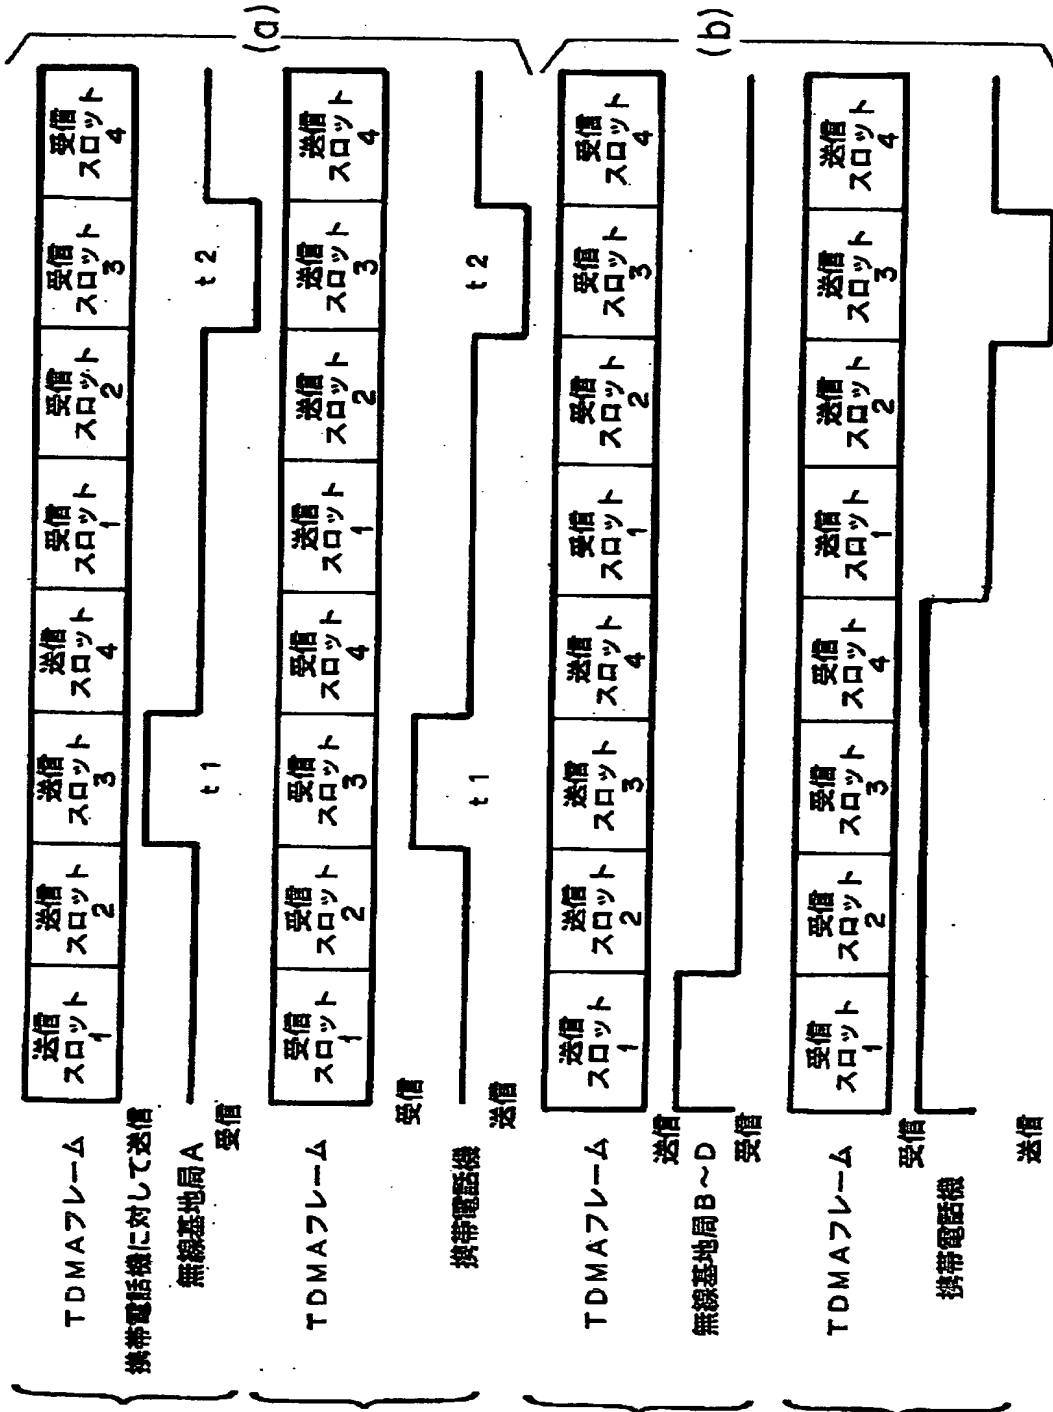 TDMAフレーム
送信
スロット
1
送信
スロット
2
送信
スロット
3
送信
スロット
4
受信
スロット
1
受信
スロット
2
受信
スロット
3
受信
スロット
4
携帯電話機に対して送信
無線基地局A
受信
t1
t2
(a)
TDMAフレーム
受信
スロット
1
受信
スロット
2
受信
スロット
3
受信
スロット
4
送信
スロット
1
送信
スロット
2
送信
スロット
3
送信
スロット
4
受信
携帯電話機
送信
t1
t2
TDMAフレーム
送信
スロット
1
送信
スロット
2
送信
スロット
3
送信
スロット
4
受信
スロット
1
受信
スロット
2
受信
スロット
3
受信
スロット
4
送信
無線基地局B～D
受信
(b)
TDMAフレーム
受信
スロット
1
受信
スロット
2
受信
スロット
3
受信
スロット
4
送信
スロット
1
送信
スロット
2
送信
スロット
3
送信
スロット
4
受信
携帯電話機
送信